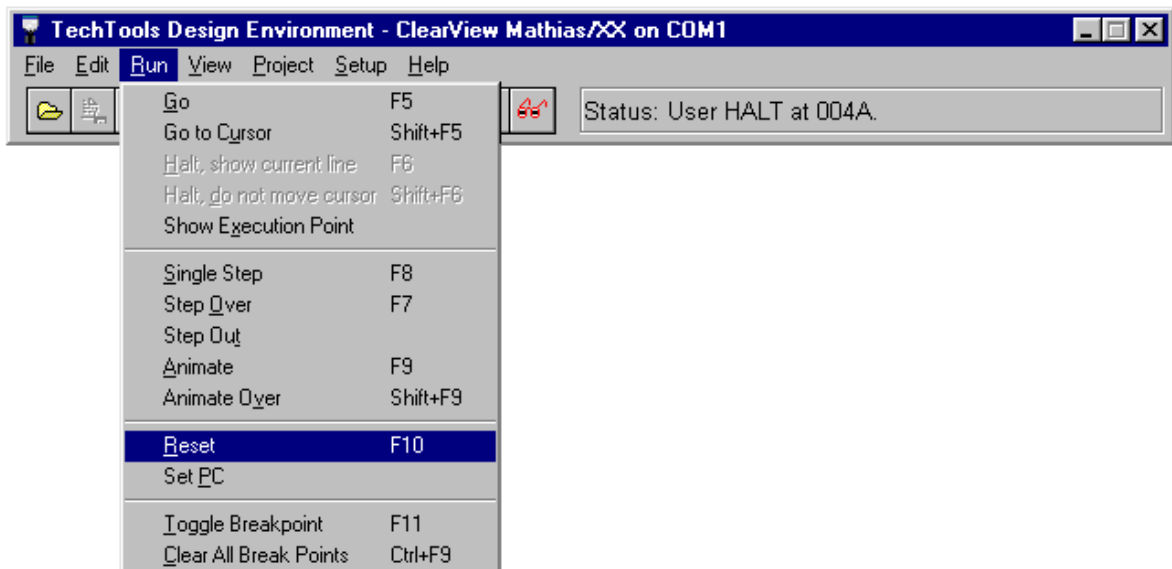 TechTools Design Environment - ClearView Mathias/XX on COM1
File Edit Run View Project Setup Help
Status: User HALT at 004A.
Go F5
Go to Cursor Shift+F5
Halt, show current line F6
Halt, do not move cursor Shift+F6
Show Execution Point
Single Step F8
Step Over F7
Step Out
Animate F9
Animate Over Shift+F9
Reset F10
Set PC
Toggle Breakpoint F11
Clear All Break Points Ctrl+F9